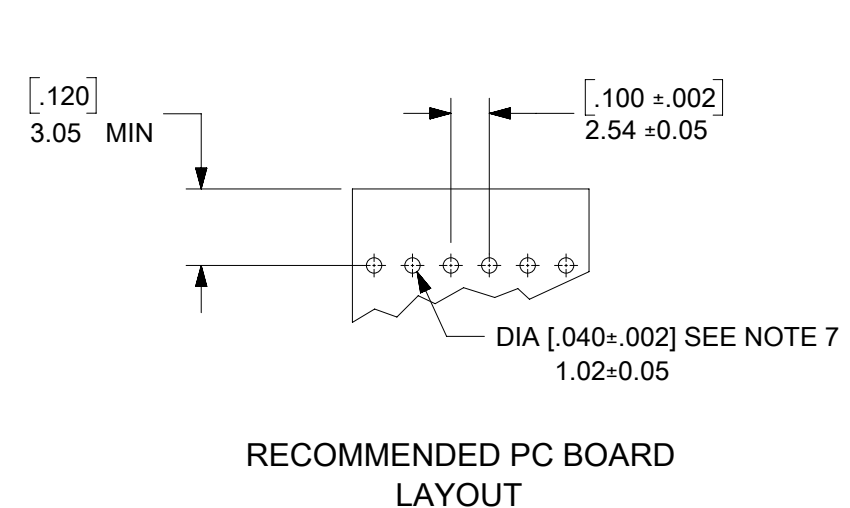 [.120]
3.05 MIN
[.100 ±.002]
2.54 ±0.05
DIA [.040±.002] SEE NOTE 7
1.02±0.05
RECOMMENDED PC BOARD
LAYOUT